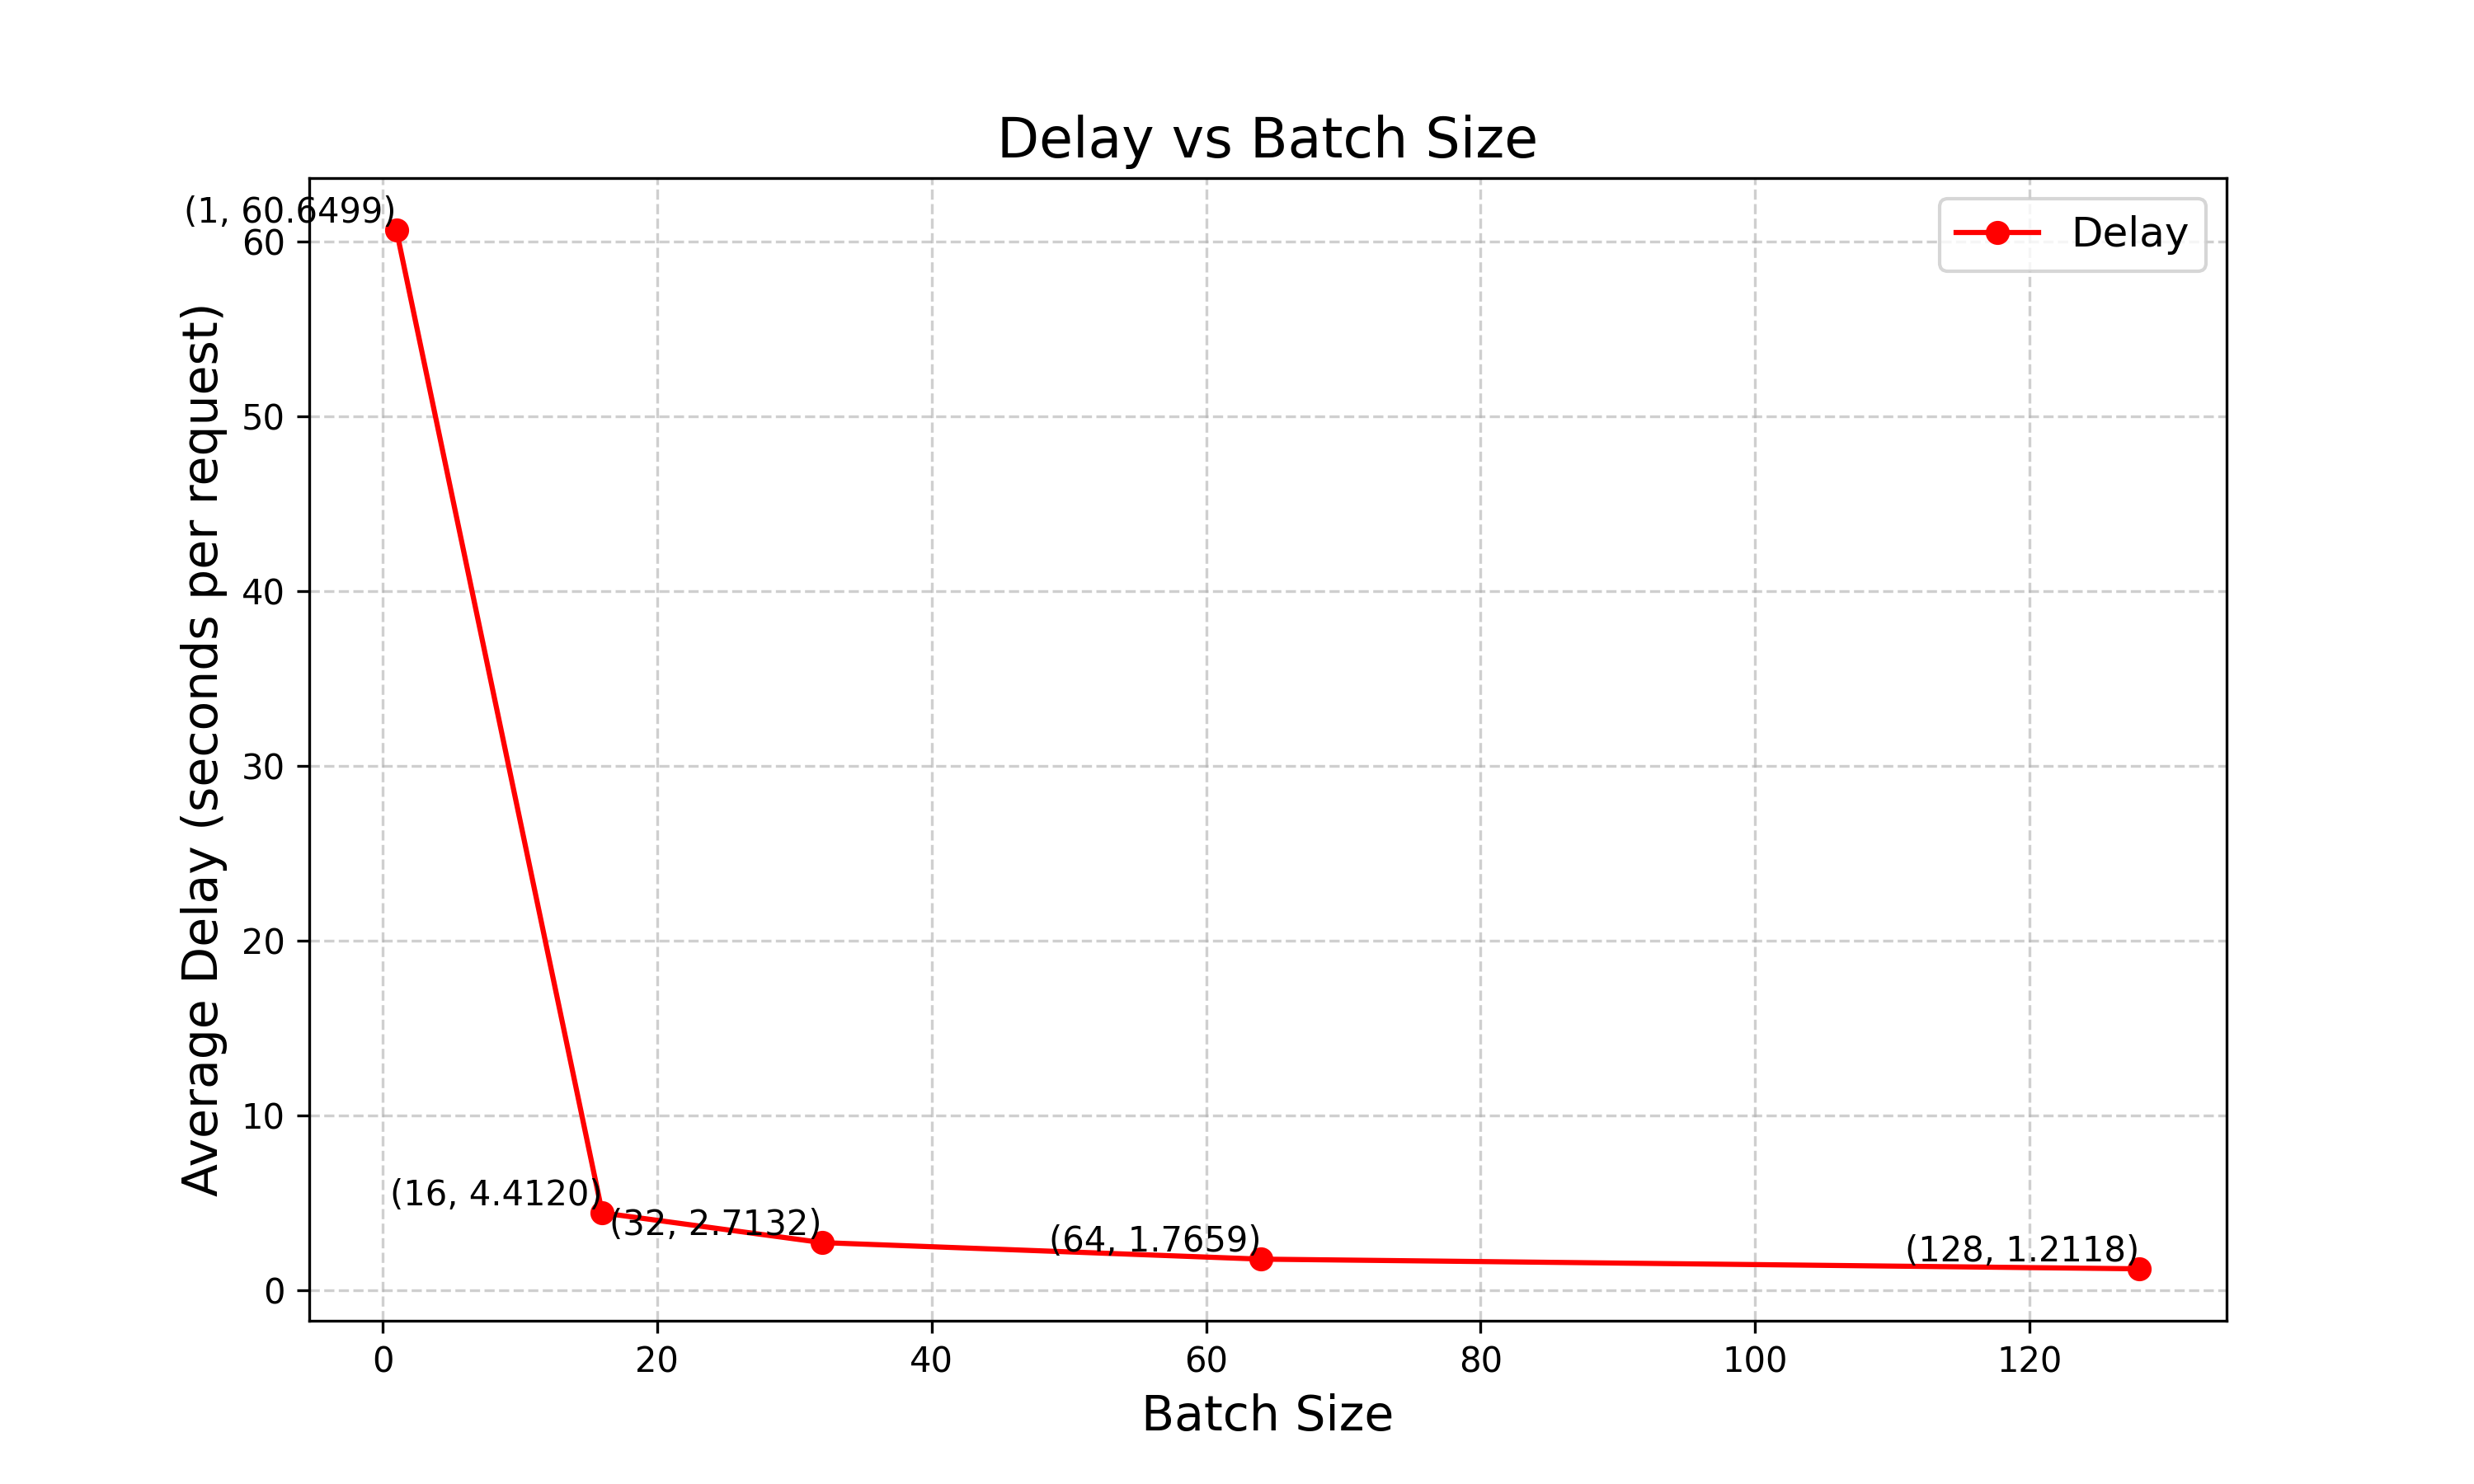 Delay vs Batch Size
Delay
(1, 60.6499)
60
50
40
30
20
10
0
Average Delay (seconds per request)
(16, 4.4120)
(32, 2.7132)
(64, 1.7659)
(128, 1.2118)
0 20 40 60 80 100 120
Batch Size